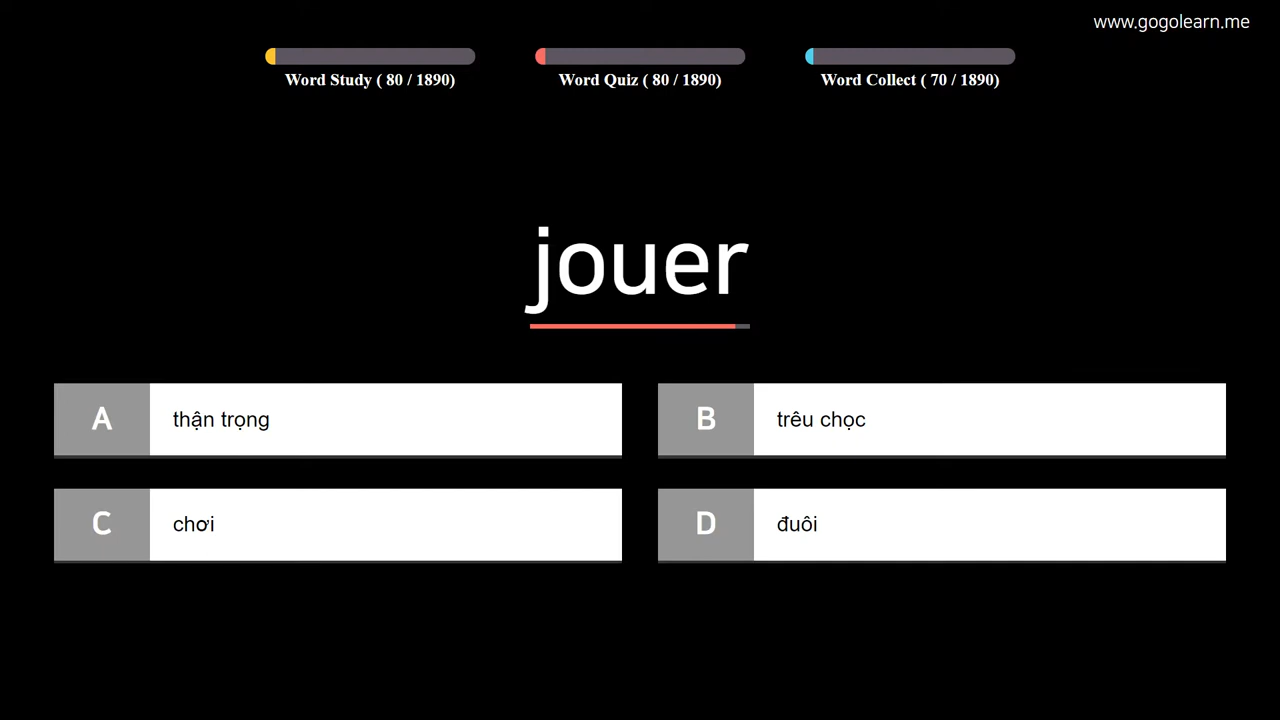 www.gogolearn.me
Word Study ( 80 / 1890)
Word Quiz ( 80 / 1890)
Word Collect ( 70 / 1890)
jouer
A thận trọng
B trêu chọc
C chơi
D đuôi